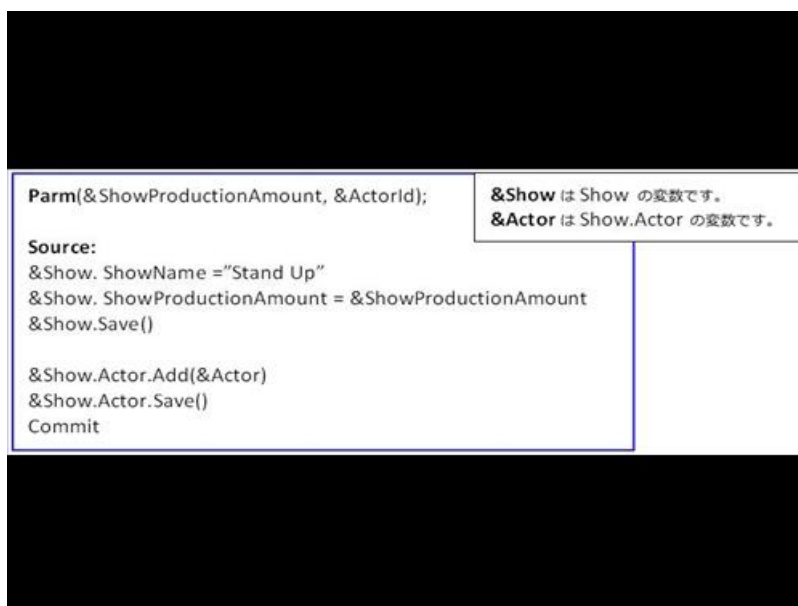 Parm(&ShowProductionAmount, &ActorId);
&Show は Show の変数です。
&Actor は Show.Actor の変数です。
Source:
&Show. ShowName =”Stand Up”
&Show. ShowProductionAmount = &ShowProductionAmount
&Show.Save()
&Show.Actor.Add(&Actor)
&Show.Actor.Save()
Commit